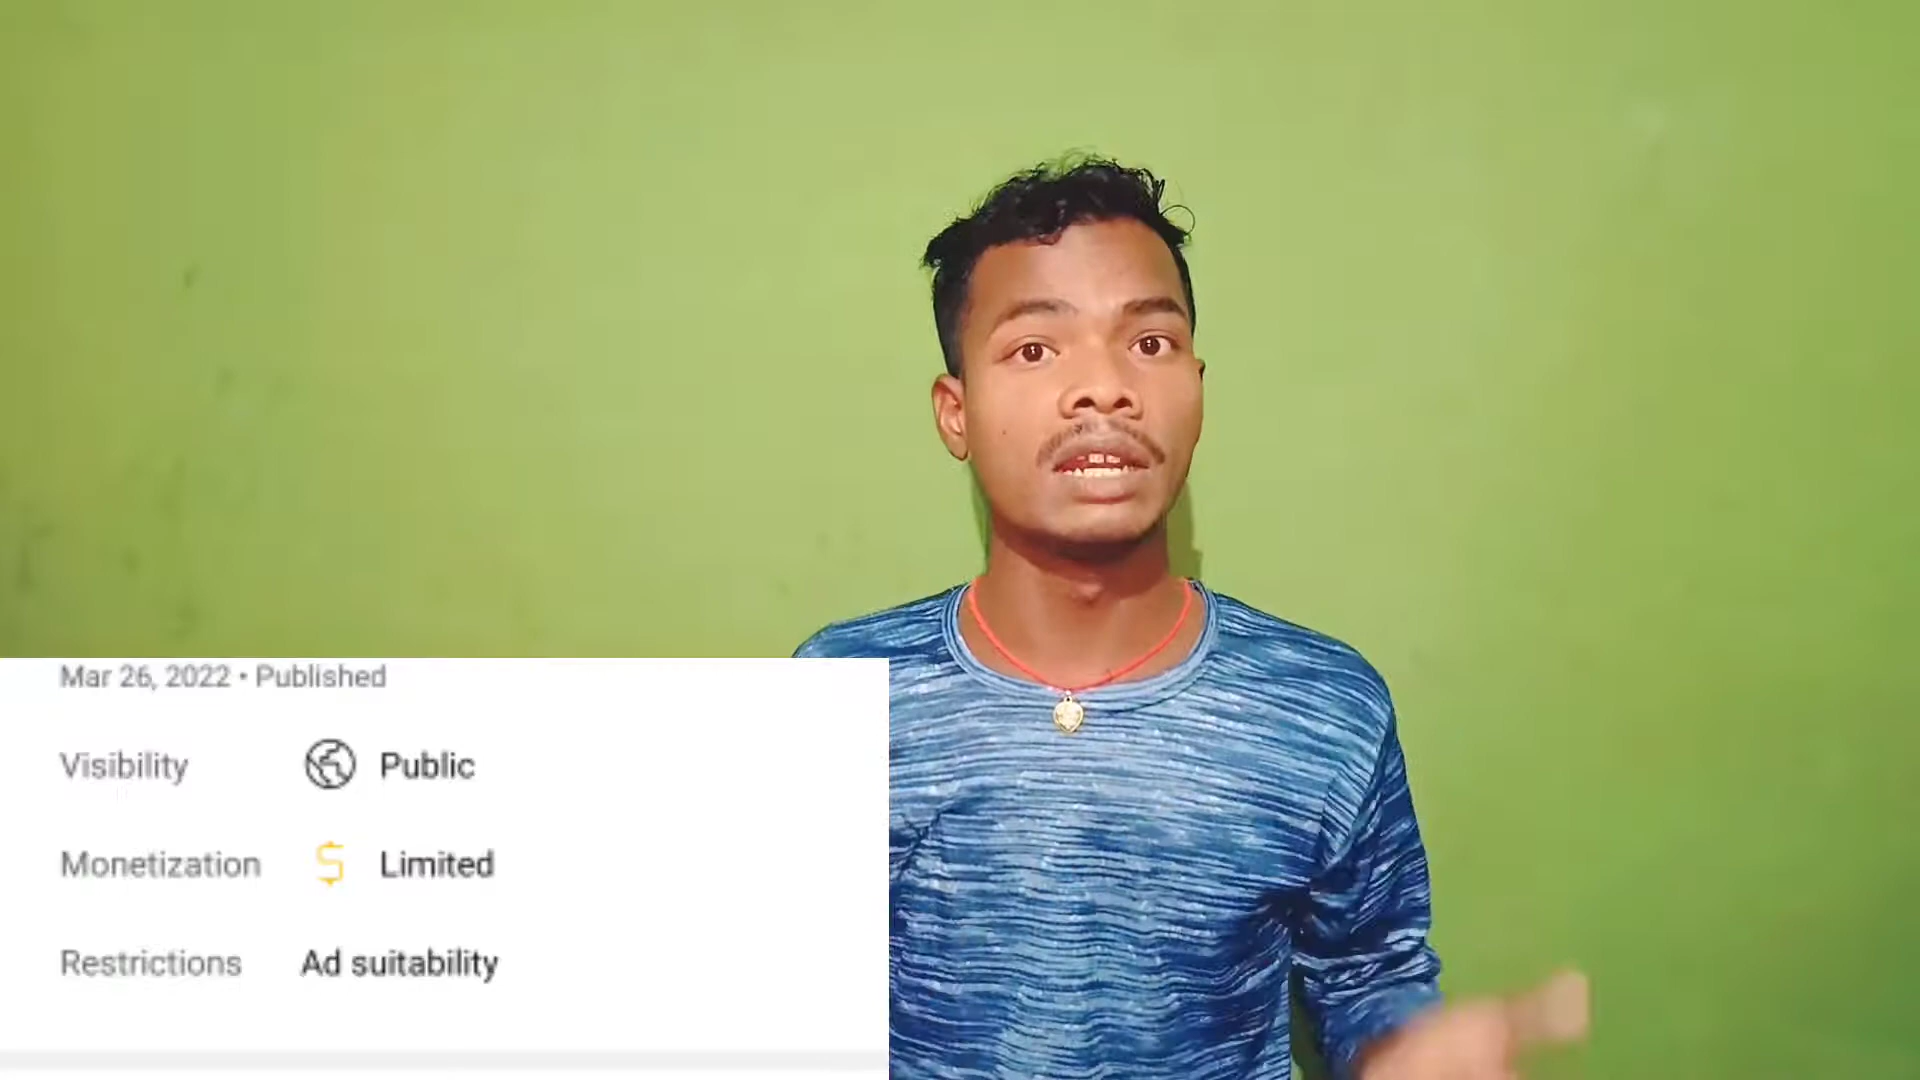 Mar 26, 2022 • Published
Visibility Public
Monetization $ Limited
Restrictions Ad suitability